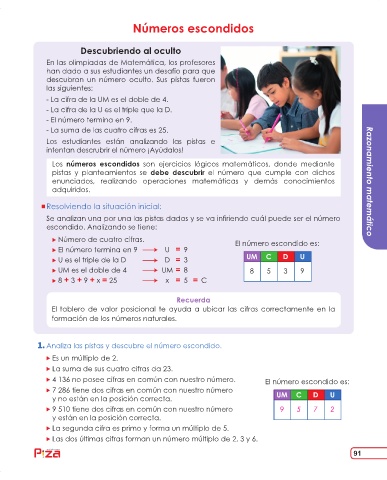 Números escondidos
Descubriendo al oculto
En las olimpiadas de Matemática, los profesores
han dado a sus estudiantes un desafío para que
descubran un número oculto. Sus pistas fueron
las siguientes:
- La cifra de la UM es el doble de 4.
- La cifra de la U es el triple que la D.
- El número termina en 9.
- La suma de las cuatro cifras es 25.
Los estudiantes están analizando las pistas e
intentan descubrir el número ¡Ayúdalos!
Los números escondidos son ejercicios lógicos matemáticos, donde mediante
pistas y planteamientos se debe descubrir el número que cumple con dichos
enunciados, realizando operaciones matemáticas y demás conocimientos
adquiridos.
Resolviendo la situación inicial:
Se analizan una por una las pistas dadas y se va infiriendo cuál puede ser el número
escondido. Analizando se tiene:
Número de cuatro cifras.
El número termina en 9 → U = 9
U es el triple de la D → D = 3
UM es el doble de 4 → UM = 8
8 + 3 + 9 + x = 25 → x = 5 = C
El número escondido es:
UM C D U
8 5 3 9
Recuerda
El tablero de valor posicional te ayuda a ubicar las cifras correctamente en la
formación de los números naturales.
1. Analiza las pistas y descubre el número escondido.
Es un múltiplo de 2.
La suma de sus cuatro cifras da 23.
4 136 no posee cifras en común con nuestro número.
7 286 tiene dos cifras en común con nuestro número
y no están en la posición correcta.
9 510 tiene dos cifras en común con nuestro número
y están en la posición correcta.
La segunda cifra es primo y forma un múltiplo de 5.
Las dos últimas cifras forman un número múltiplo de 2, 3 y 6.
El número escondido es:
UM C D U
9 5 7 2
Razonamiento matemático
91